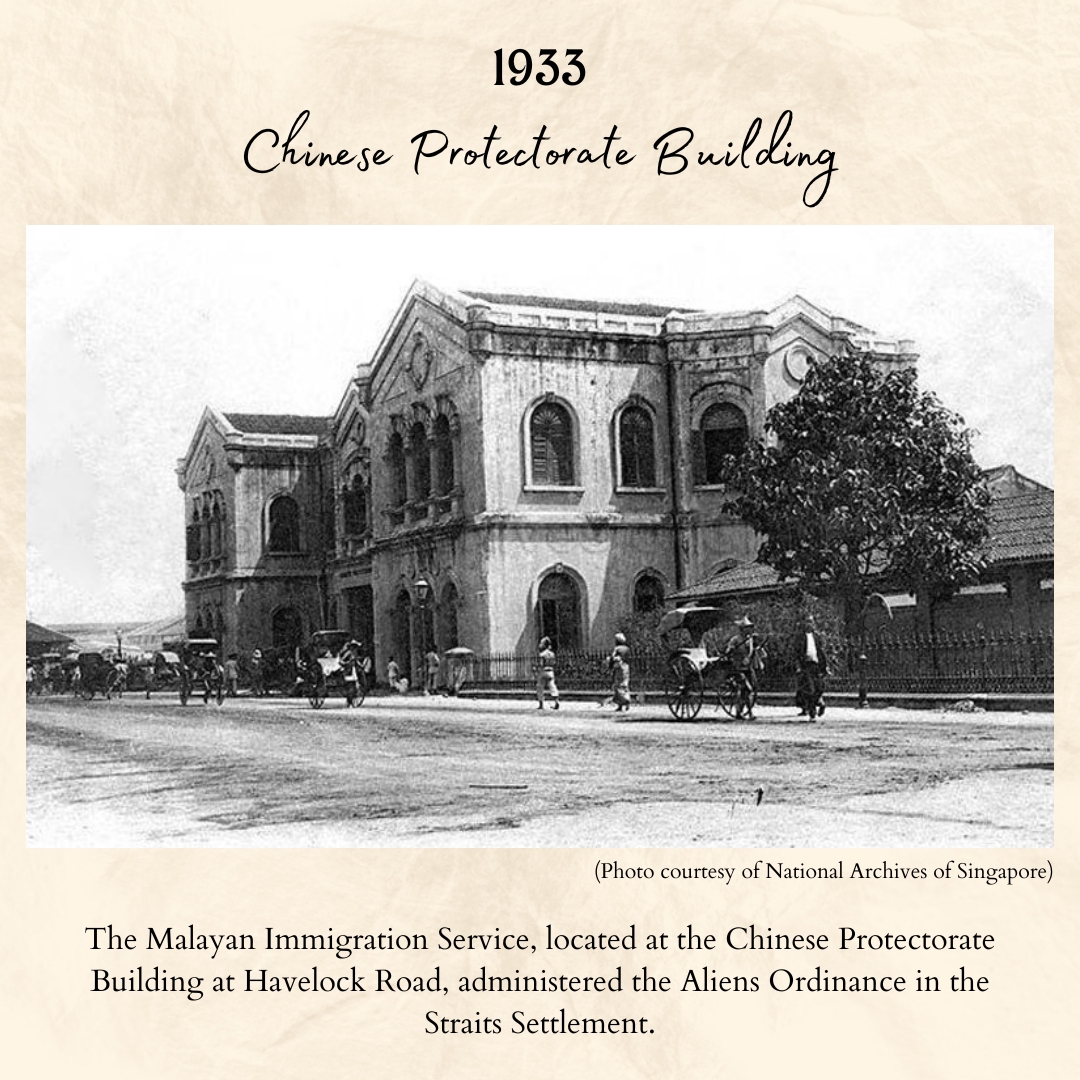 1933
Chinese Protectorate Building
(Photo courtesy of National Archives of Singapore)
The Malayan Immigration Service, located at the Chinese Protectorate
Building at Havelock Road, administered the Aliens Ordinance in the
Straits Settlement.